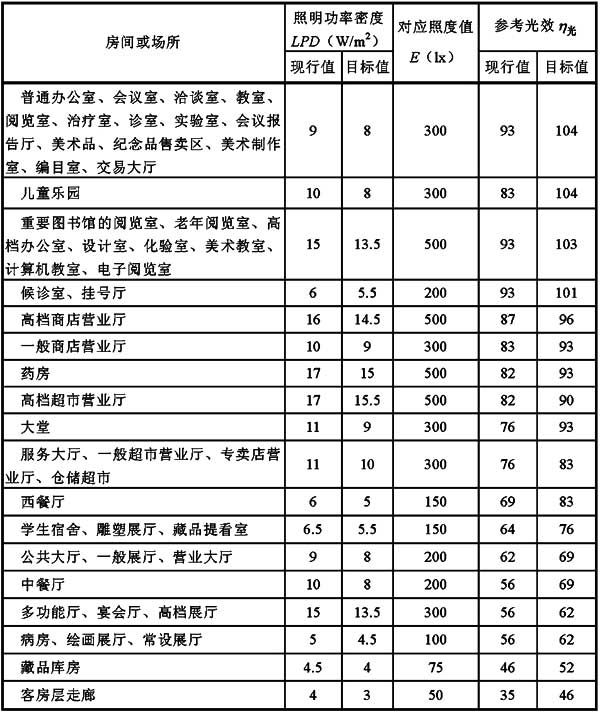 房间或场所 照明功率密度 LPD（W/m²） 对应照度值 E（lx） 参考光效 η光
现行值 目标值 现行值 目标值
普通办公室、会议室、洽谈室、教室、
阅览室、治疗室、诊室、实验室、会议报
告厅、美术品、纪念品售卖区、美术制作
室、编目室、交易大厅 9 8 300 93 104
儿童乐园 10 8 300 83 104
重要图书馆的阅览室、老年阅览室、高
档办公室、设计室、化验室、美术教室、
计算机教室、电子阅览室 15 13.5 500 93 103
候诊室、挂号厅 6 5.5 200 93 101
高档商店营业厅 16 14.5 500 87 96
一般商店营业厅 10 9 300 83 93
药房 17 15 500 82 93
高档超市营业厅 17 15.5 500 82 90
大堂 11 9 300 76 93
服务大厅、一般超市营业厅、专卖店营
业厅、仓储超市 11 10 300 76 83
西餐厅 6 5 150 69 83
学生宿舍、雕塑展厅、藏品提看室 6.5 5.5 150 64 76
公共大厅、一般展厅、营业大厅 9 8 200 62 69
中餐厅 10 8 200 56 69
多功能厅、宴会厅、高档展厅 15 13.5 300 56 62
病房、绘画展厅、常设展厅 5 4.5 100 56 62
藏品库房 4.5 4 75 46 52
客房层走廊 4 3 50 35 46